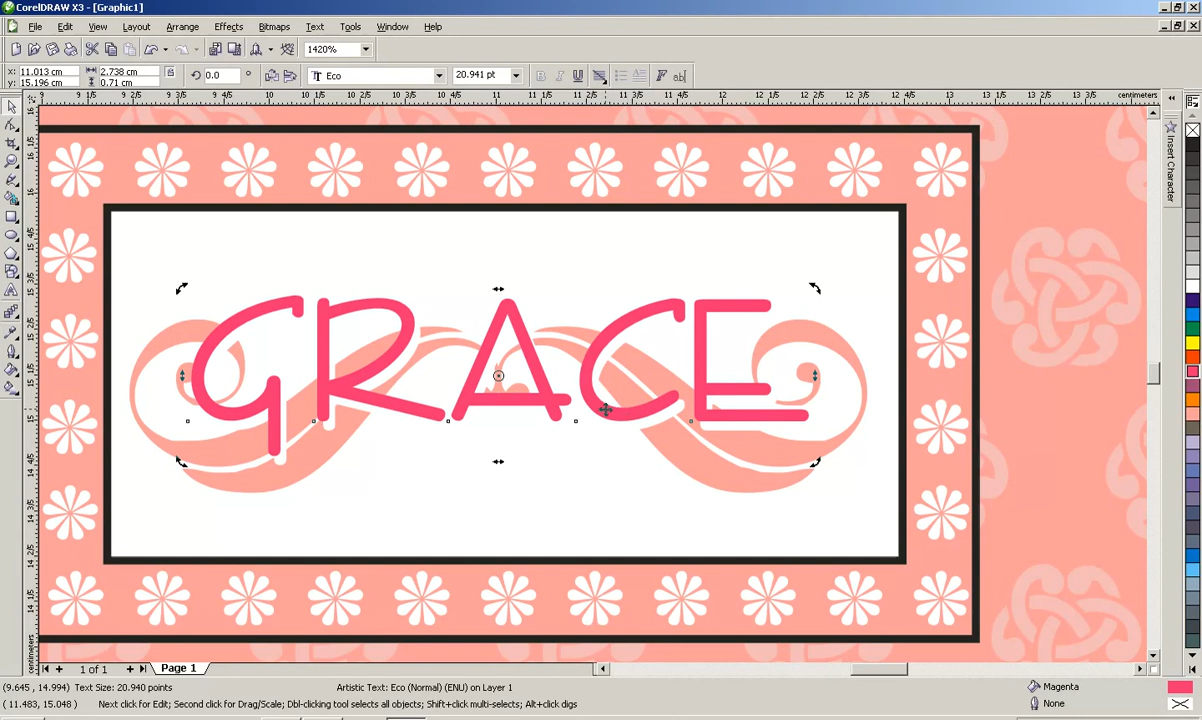 CorelDRAW X3 - [Graphic1]
File Edit View Layout Arrange Effects Bitmaps Text Tools Window Help
1420%
x: 11.013 cm 2.738 cm 0.0 ° Eco 20.941 pt
y: 15.196 cm 0.71 cm
centimeters
Insert Character
GRACE
centimeters
1 of 1 Page 1
(9.645, 14.994) Text Size: 20.940 points Artistic Text: Eco (Normal) (ENU) on Layer 1 Magenta
(11.483, 15.048) Next click for Edit; Second click for Drag/Scale; Dbl-clicking tool selects all objects; Shift+click multi-selects; Alt+click digs None